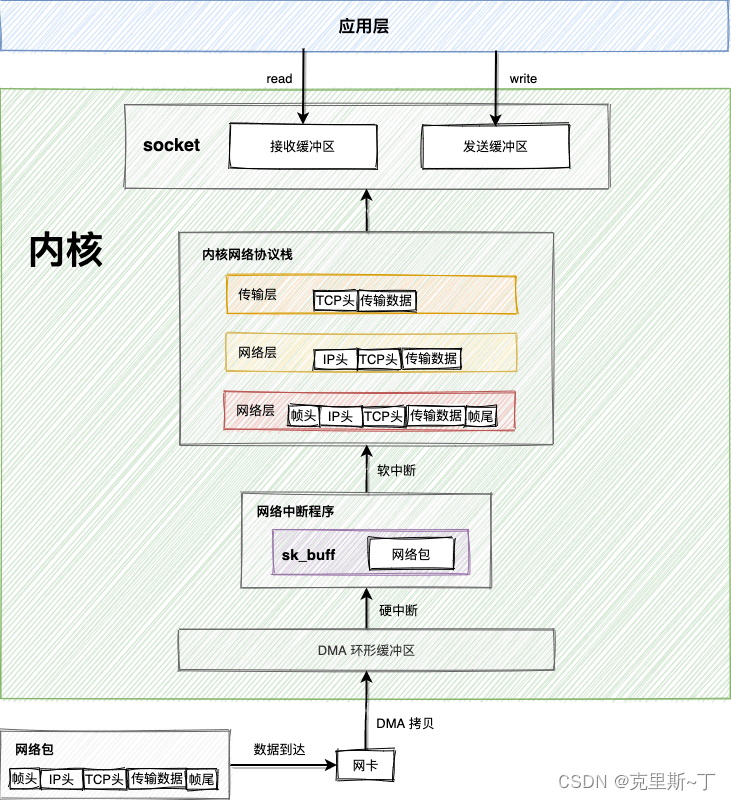 应用层
read
write
socket
接收缓冲区
发送缓冲区
内核
内核网络协议栈
传输层
TCP头 传输数据
网络层
IP头 TCP头 传输数据
网络层
帧头 IP头 TCP头 传输数据 帧尾
软中断
网络中断程序
sk_buff
网络包
硬中断
DMA 环形缓冲区
DMA 拷贝
网络包
帧头 IP头 TCP头 传输数据 帧尾
数据到达
网卡
CSDN @克里斯~丁